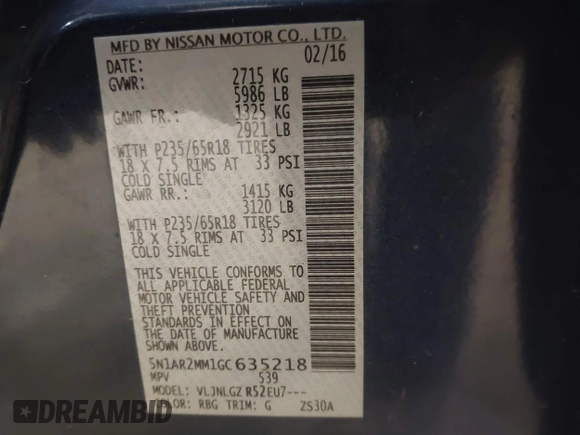 MFD BY NISSAN MOTOR CO., LTD.
DATE: 02/16
GVWR: 2715 KG
5986 LB
GAWR FR.: 1325 KG
2921 LB
WITH P235/65R18 TIRES
18 X 7.5 RIMS AT 33 PSI
COLD SINGLE
GAWR RR.: 1415 KG
3120 LB
WITH P235/65R18 TIRES
18 X 7.5 RIMS AT 33 PSI
COLD SINGLE
THIS VEHICLE CONFORMS TO
ALL APPLICABLE FEDERAL
MOTOR VEHICLE SAFETY AND
THEFT PREVENTION
STANDARDS IN EFFECT ON
THE DATE OF MANUFACTURE
SHOWN ABOVE.
5N1AR2MM1GC635218
MPV 539
MODEL: VLJNLGZ R52EU7---
COLOR: RBG TRIM: G ZS30A
DREAMBID